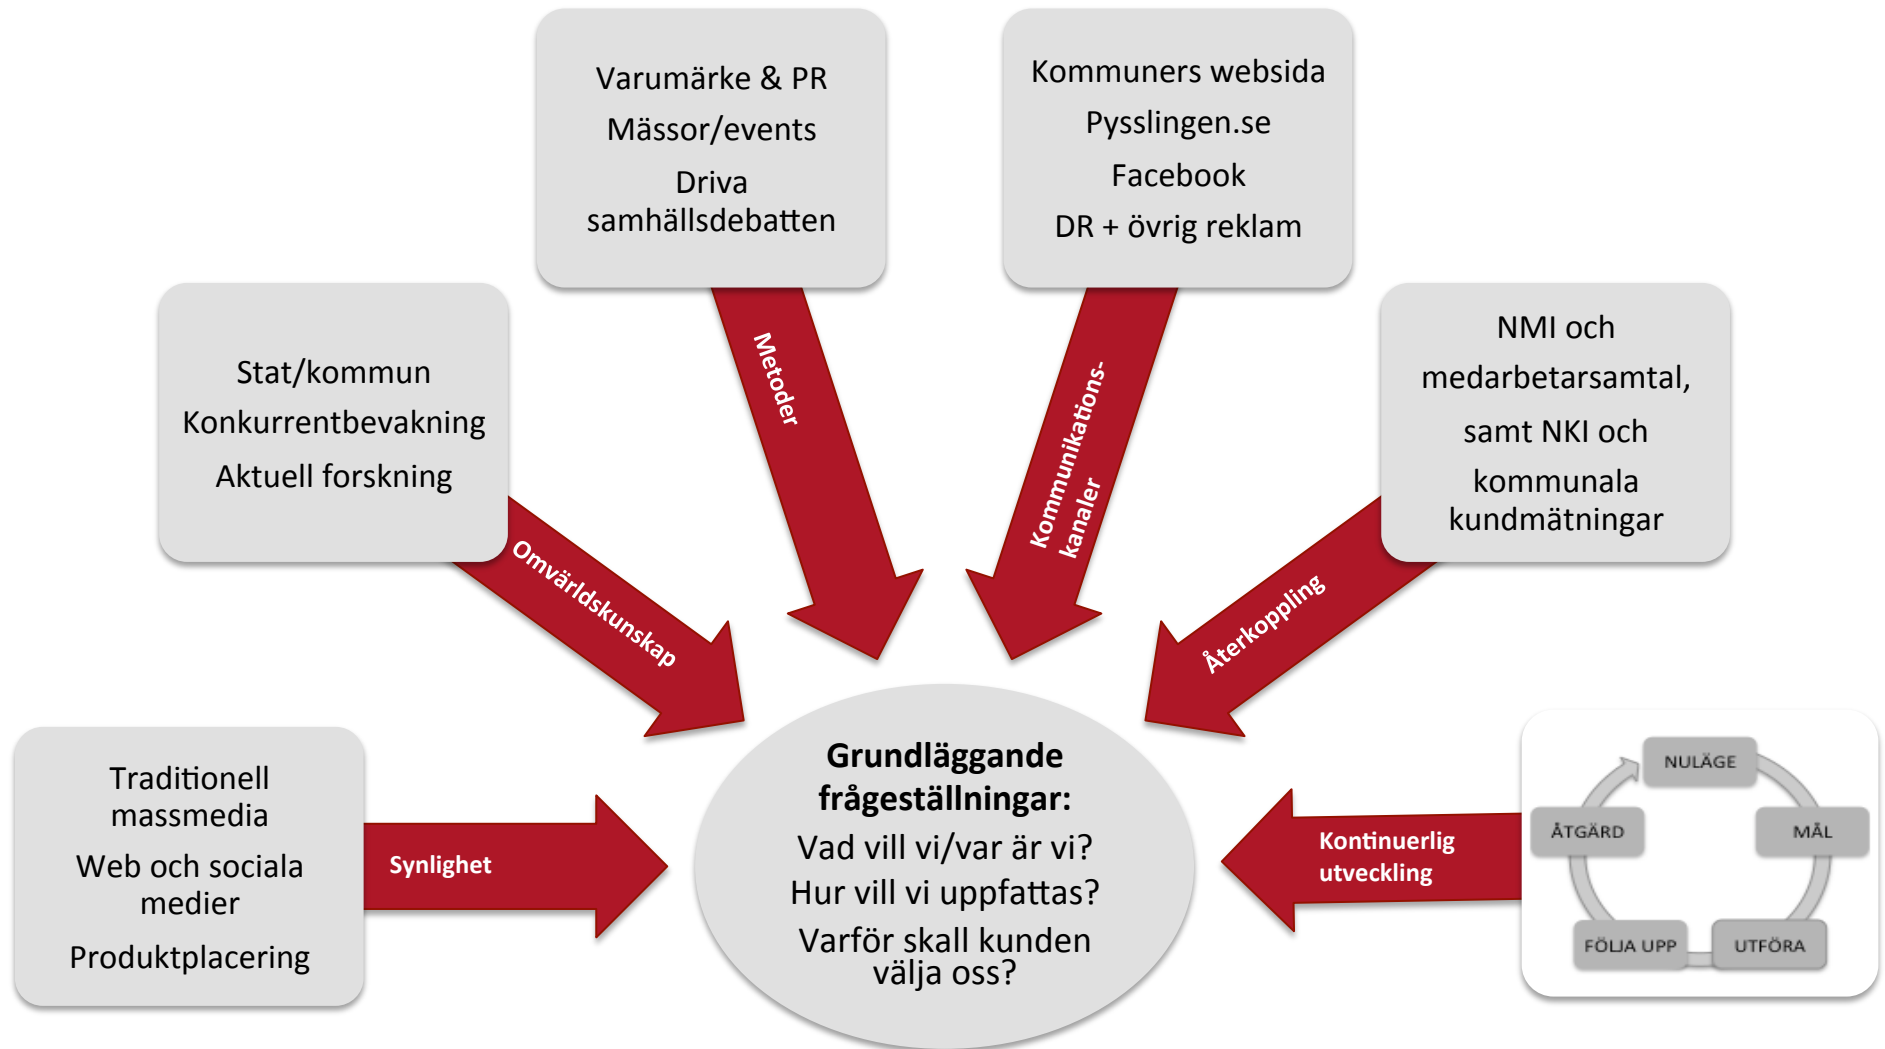 Varumärke & PR
Mässor/events
Driva
samhällsdebatten
Kommuners websida
Pysslingen.se
Facebook
DR + övrig reklam
Stat/kommun
Konkurrentbevakning
Aktuell forskning
NMI och
medarbetarsamtal,
samt NKI och
kommunala
kundmätningar
Metoder
Kommunikations-
kanaler
Omvärldskunskap
Återkoppling
Traditionell
massmedia
Web och sociala
medier
Produktplacering
Synlighet
Grundläggande
frågeställningar:
Vad vill vi/var är vi?
Hur vill vi uppfattas?
Varför skall kunden
välja oss?
Kontinuerlig
utveckling
NULÄGE
MÅL
UTFÖRA
FÖLJA UPP
ÅTGÄRD